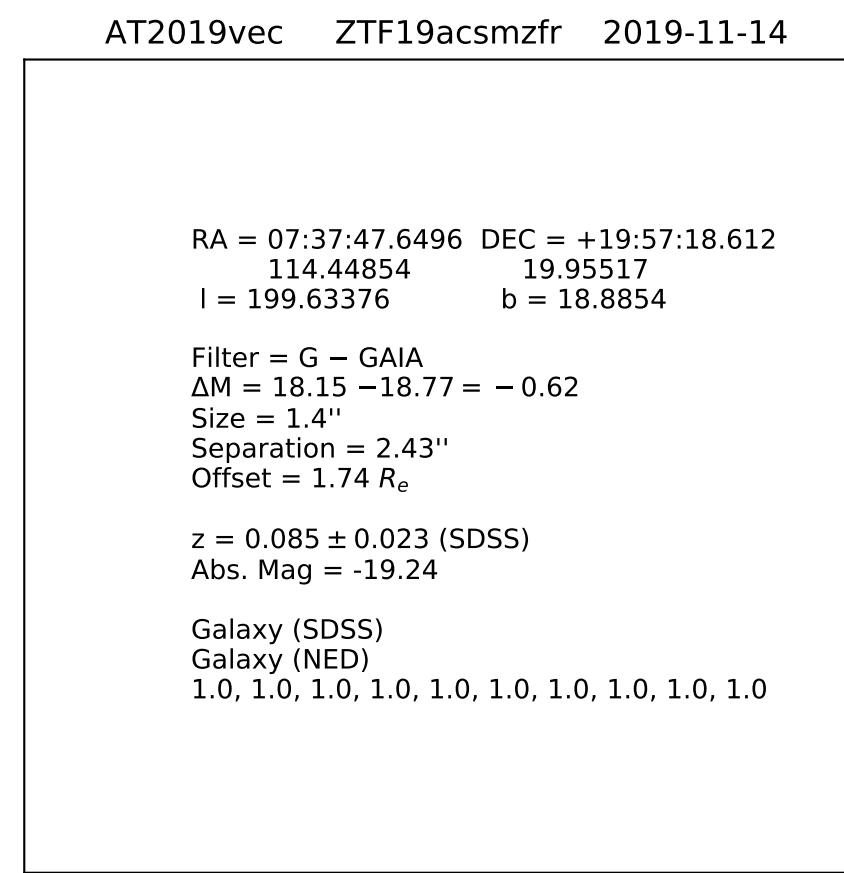 AT2019vec ZTF19acsmzfr 2019-11-14
RA = 07:37:47.6496 DEC = +19:57:18.612
114.44854 19.95517
l = 199.63376 b = 18.8854
Filter = G − GAIA
ΔM = 18.15 −18.77 = − 0.62
Size = 1.4''
Separation = 2.43''
Offset = 1.74 Re
z = 0.085 ± 0.023 (SDSS)
Abs. Mag = -19.24
Galaxy (SDSS)
Galaxy (NED)
1.0, 1.0, 1.0, 1.0, 1.0, 1.0, 1.0, 1.0, 1.0, 1.0